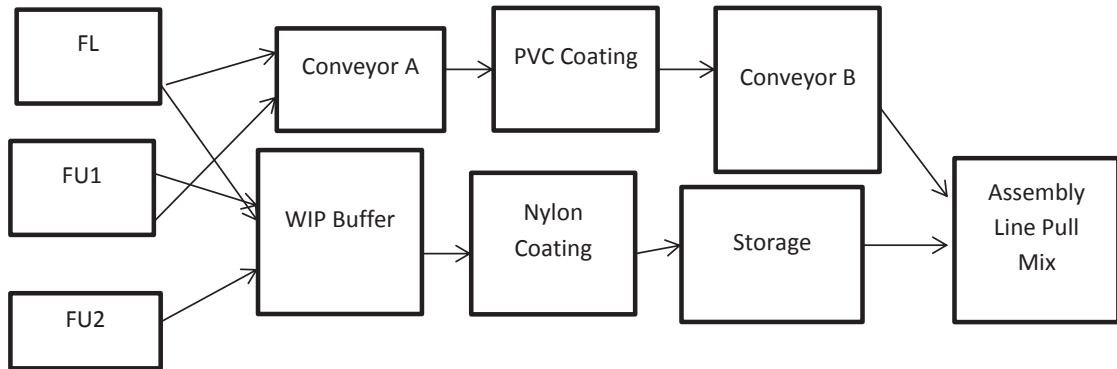 FL
Conveyor A
PVC Coating
Conveyor B
FU1
WIP Buffer
Nylon
Coating
Storage
Assembly
Line Pull
Mix
FU2